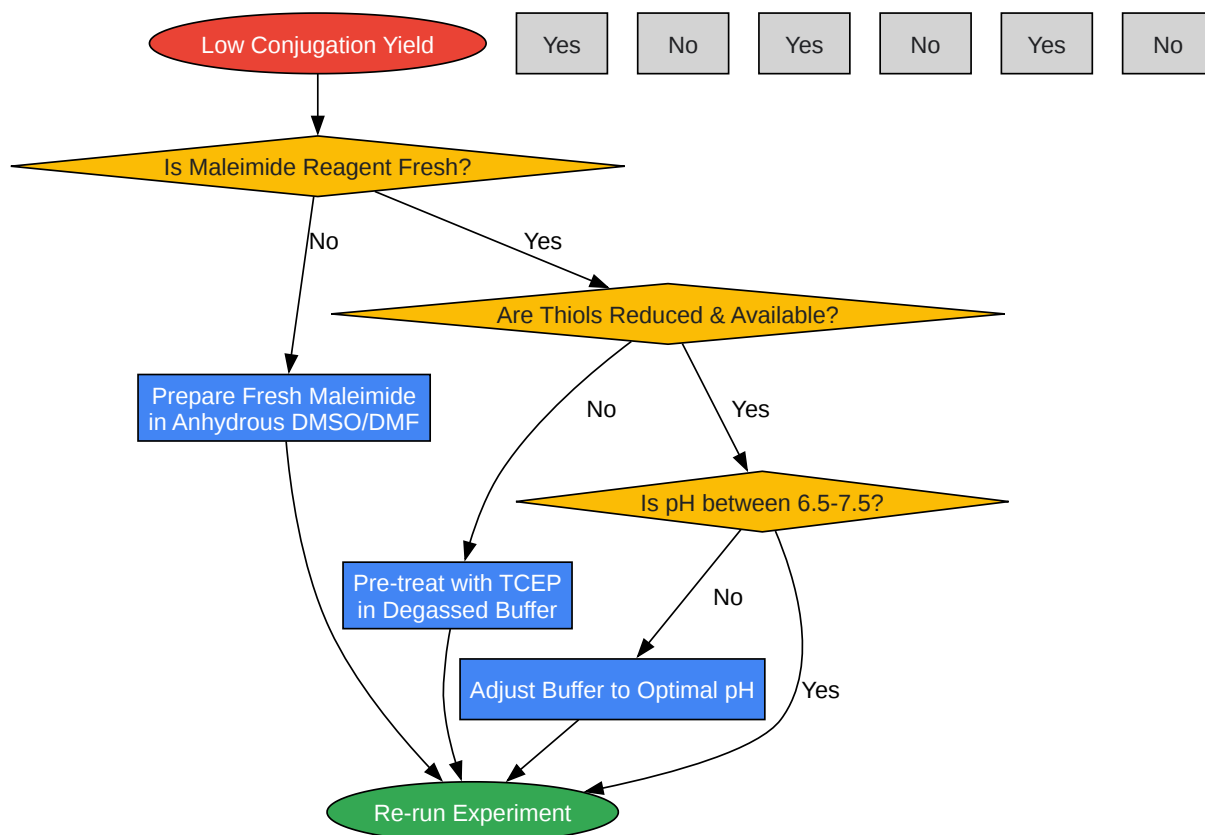 Low Conjugation Yield
Yes
No
Yes
No
Yes
No
Is Maleimide Reagent Fresh?
No
Yes
Are Thiols Reduced & Available?
Prepare Fresh Maleimide
in Anhydrous DMSO/DMF
No
Yes
Is pH between 6.5-7.5?
Pre-treat with TCEP
in Degassed Buffer
No
Adjust Buffer to Optimal pH
Yes
Re-run Experiment